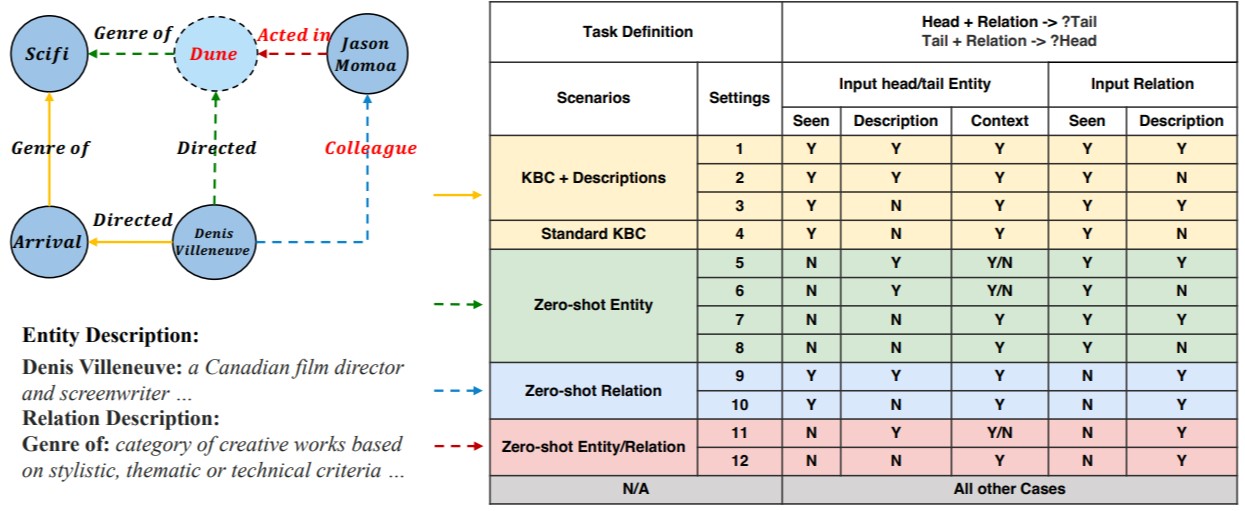 Genre of
Acted in
Scifi
Dune
Jason
Momoa
Genre of
Directed
Colleague
Directed
Arrival
Denis
Villeneuve
Entity Description:
Denis Villeneuve: a Canadian film director
and screenwriter …
Relation Description:
Genre of: category of creative works based
on stylistic, thematic or technical criteria …
Task Definition
Head + Relation -> ?Tail
Tail + Relation -> ?Head
Scenarios Settings Input head/tail Entity Input Relation
Seen Description Context Seen Description
KBC + Descriptions
1 Y Y Y Y Y
2 Y Y Y Y N
3 Y N Y Y Y
Standard KBC 4 Y N Y Y N
Zero-shot Entity
5 N Y Y/N Y Y
6 N Y Y/N Y N
7 N N Y Y Y
8 N N Y Y N
Zero-shot Relation
9 Y Y Y N Y
10 Y N Y N Y
Zero-shot Entity/Relation
11 N Y Y/N N Y
12 N N Y N Y
N/A All other Cases